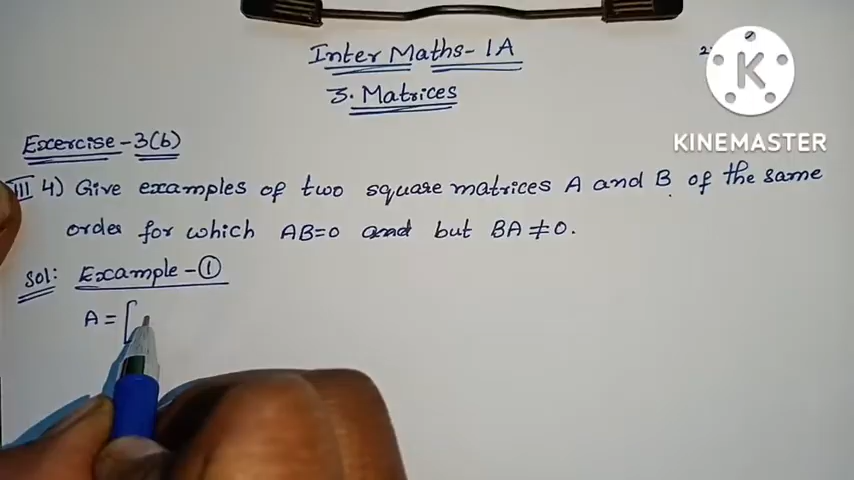 Inter Maths-1A
3. Matrices
K
KINEMASTER
Excercise-3(b)
III 4) Give examples of two square matrices A and B of the same
order for which AB=0 and but BA≠0.
Sol: Example-①
A = [